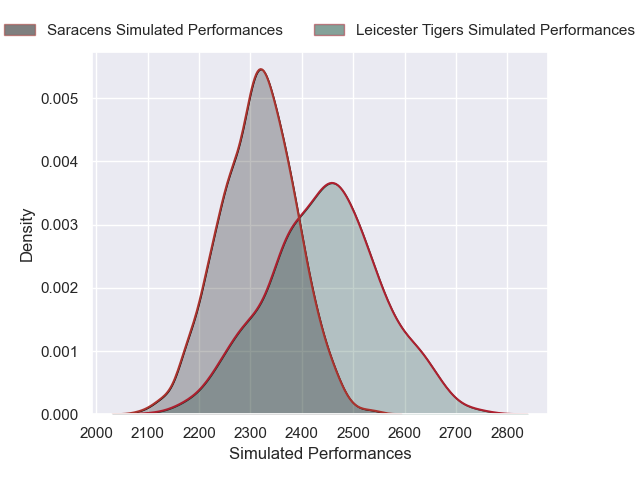 Saracens Simulated Performances Leicester Tigers Simulated Performances
0.005
0.004
0.003
0.002
0.001
0.000
Density
2000 2100 2200 2300 2400 2500 2600 2700 2800
Simulated Performances